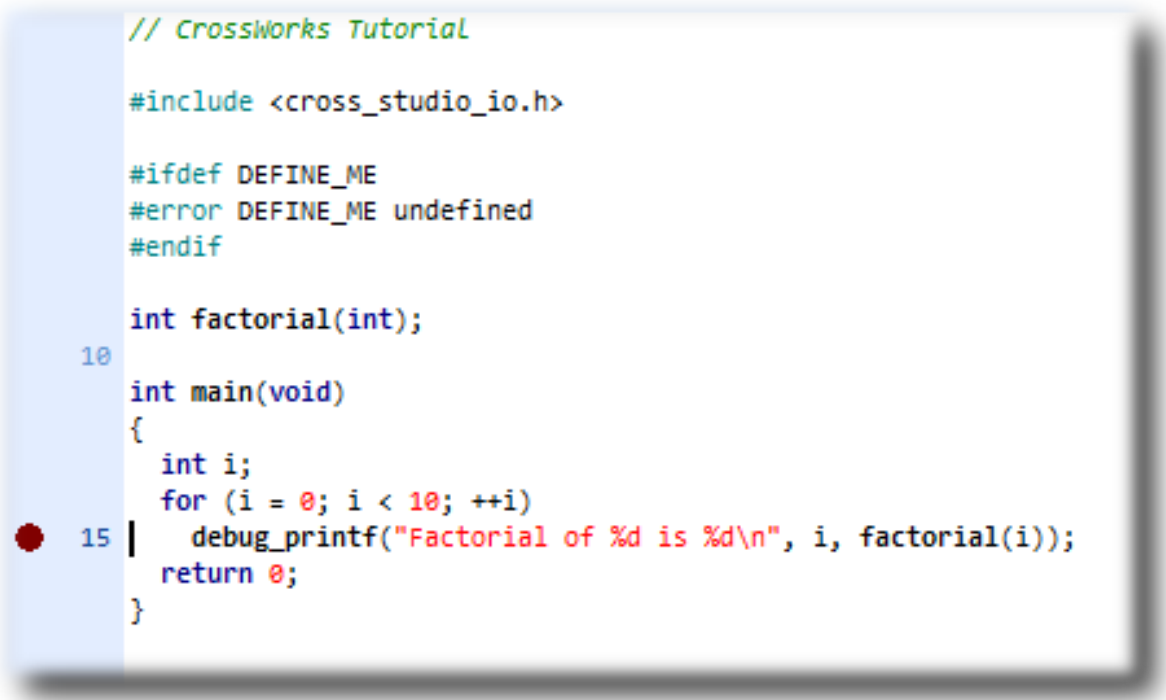 // CrossWorks Tutorial
#include <cross_studio_io.h>
#ifdef DEFINE_ME
#error DEFINE_ME undefined
#endif
int factorial(int);
10
int main(void)
{
  int i;
  for (i = 0; i < 10; ++i)
15     debug_printf("Factorial of %d is %d\n", i, factorial(i));
  return 0;
}